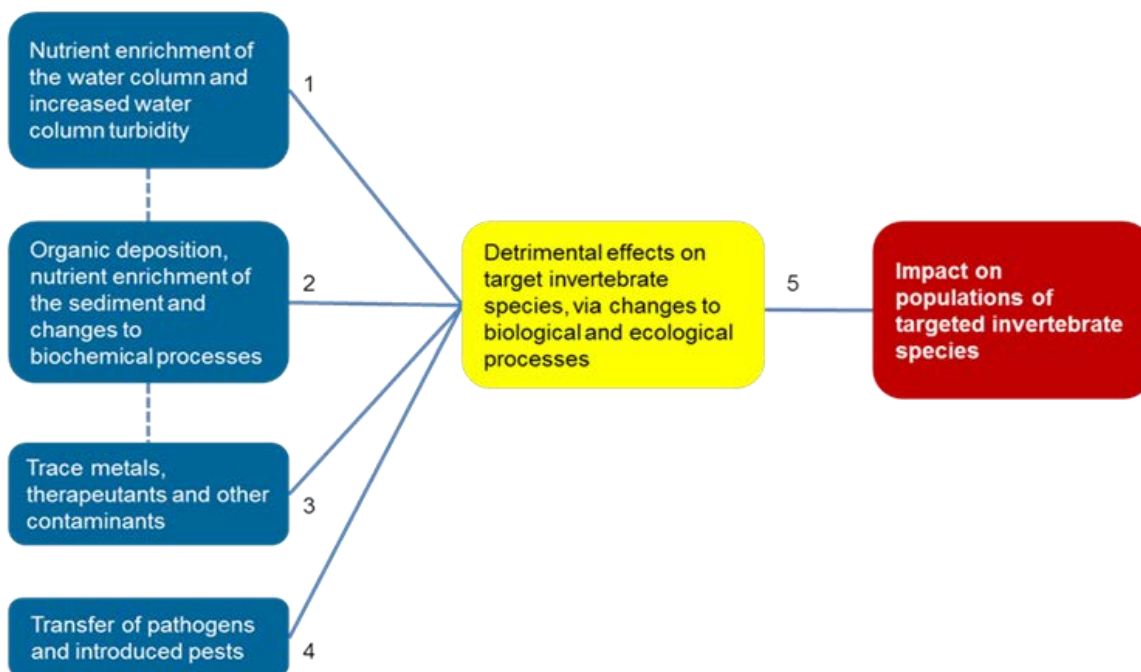 Nutrient enrichment of
the water column and
increased water
column turbidity
1
Organic deposition,
nutrient enrichment of
the sediment and
changes to
biochemical processes
2
Trace metals,
therapeutants and other
contaminants
3
Transfer of pathogens
and introduced pests
4
Detrimental effects on
target invertebrate
species, via changes to
biological and ecological
processes
5
Impact on
populations of
targeted invertebrate
species